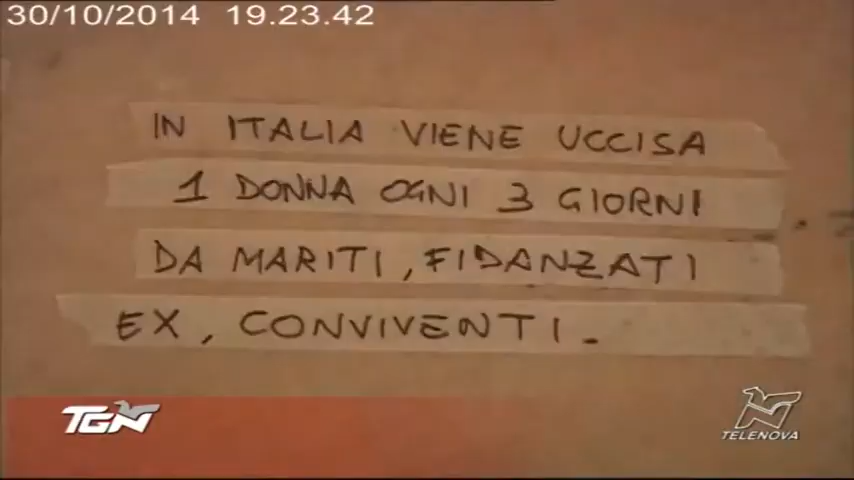 30/10/2014 19.23.42
IN ITALIA VIENE UCCISA
1 DONNA OGNI 3 GIORNI
DA MARITI, FIDANZATI
EX, CONVIVENTI.
TGN
TELENOVA